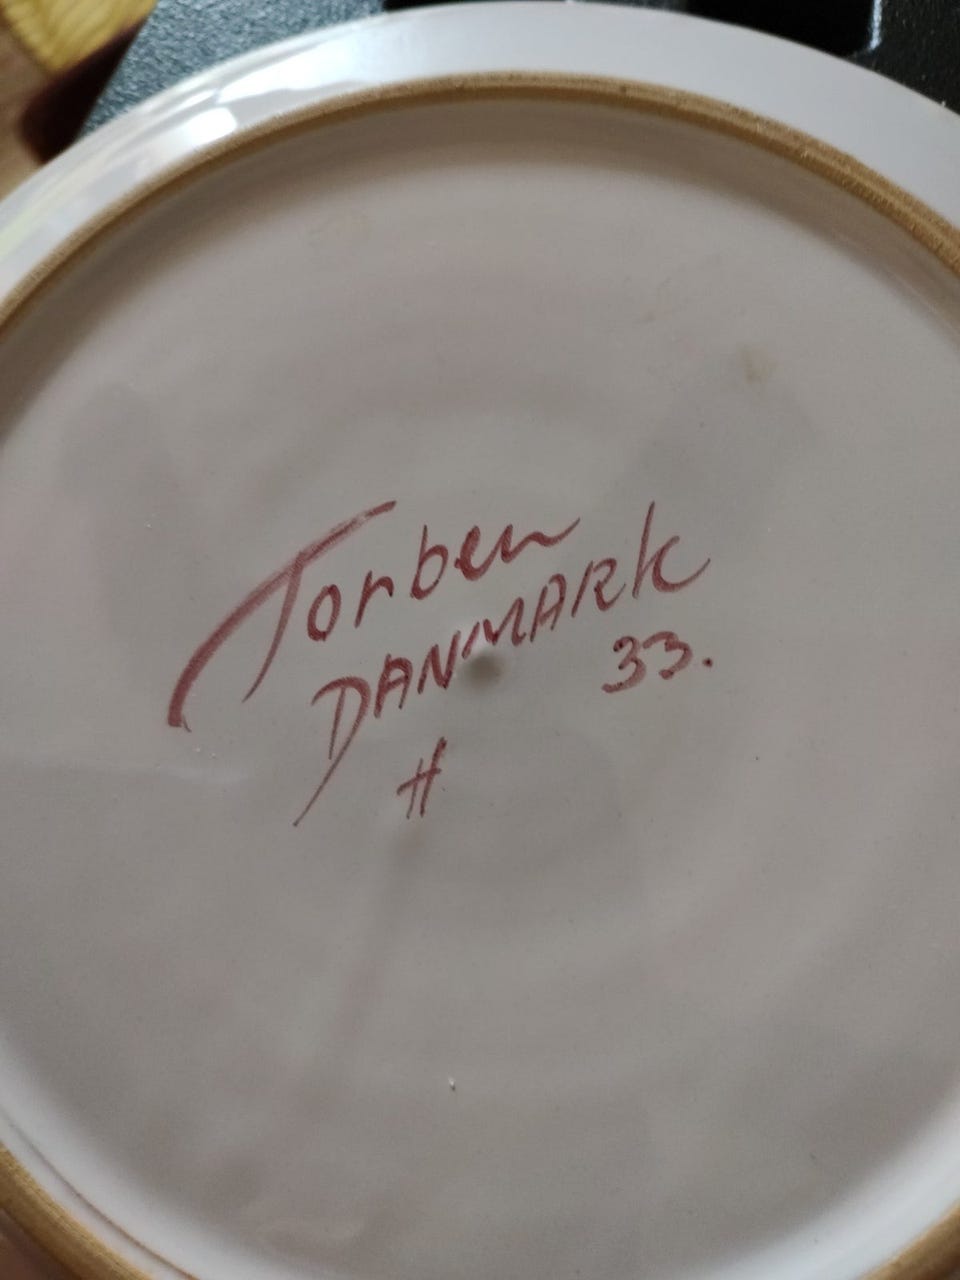 Torben
DANMARK
33.
H